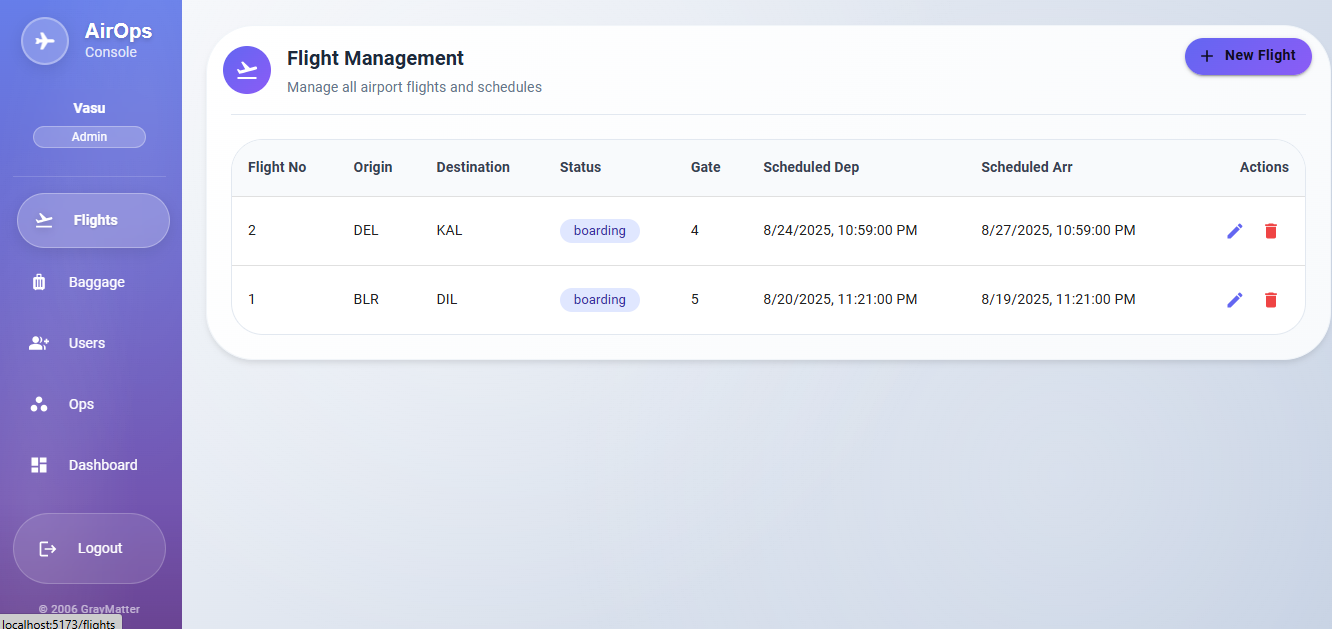 AirOps
Console
Vasu
Admin
Flights
Baggage
Users
Ops
Dashboard
Logout
© 2006 GrayMatter
localhost:5173/flights
Flight Management
Manage all airport flights and schedules
+ New Flight
Flight No Origin Destination Status Gate Scheduled Dep Scheduled Arr Actions
2 DEL KAL boarding 4 8/24/2025, 10:59:00 PM 8/27/2025, 10:59:00 PM
1 BLR DIL boarding 5 8/20/2025, 11:21:00 PM 8/19/2025, 11:21:00 PM